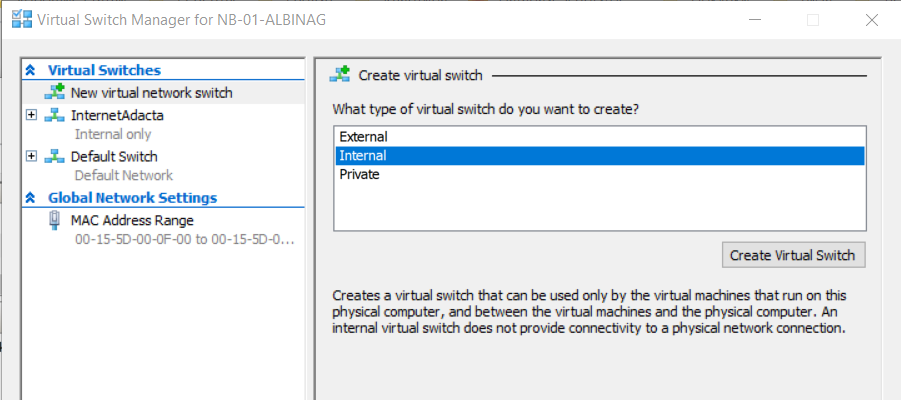 Virtual Switch Manager for NB-01-ALBINAG
Virtual Switches
New virtual network switch
InternetAdacta
Internal only
Default Switch
Default Network
Global Network Settings
MAC Address Range
00-15-5D-00-0F-00 to 00-15-5D-0...
Create virtual switch
What type of virtual switch do you want to create?
External
Internal
Private
Create Virtual Switch
Creates a virtual switch that can be used only by the virtual machines that run on this
physical computer, and between the virtual machines and the physical computer. An
internal virtual switch does not provide connectivity to a physical network connection.